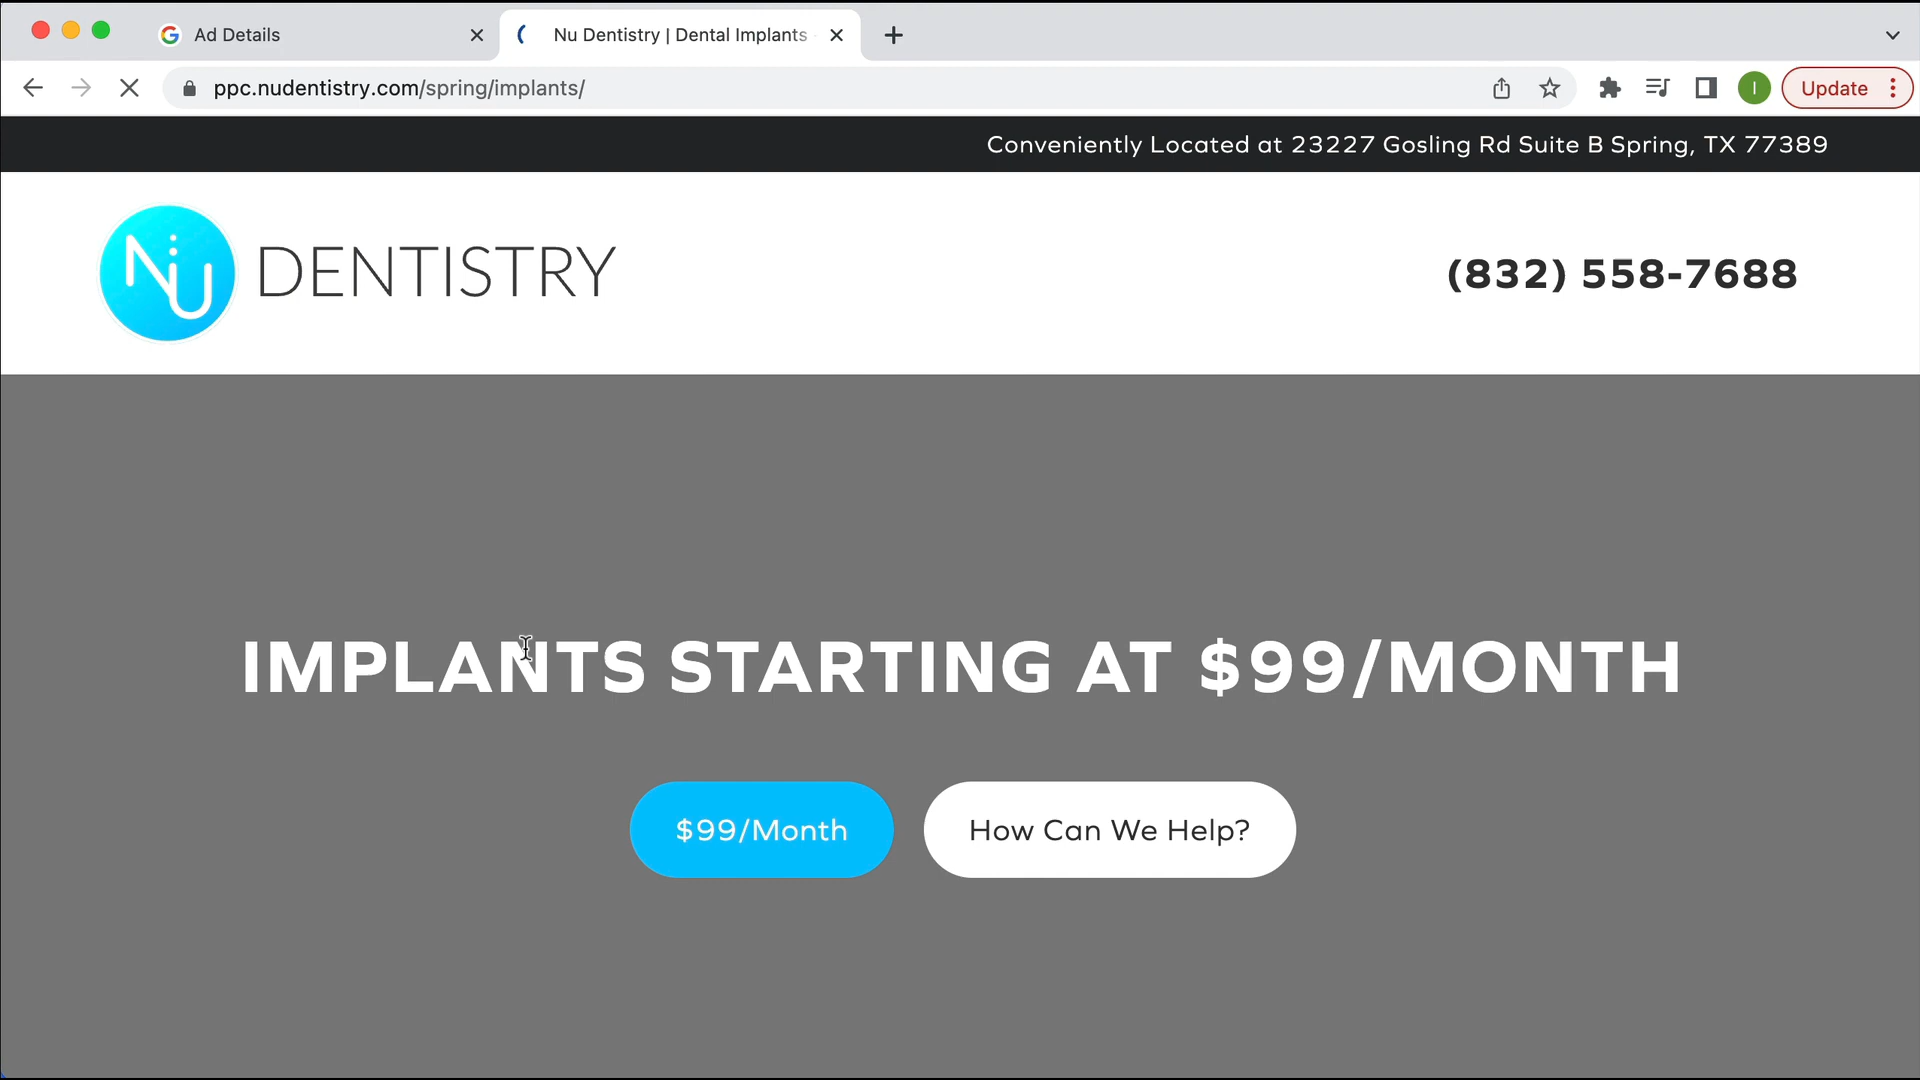 Ad Details
Nu Dentistry | Dental Implants
ppc.nudentistry.com/spring/implants/
I
Update
Conveniently Located at 23227 Gosling Rd Suite B Spring, TX 77389
NU DENTISTRY
(832) 558-7688
IMPLANTS STARTING AT $99/MONTH
$99/Month
How Can We Help?